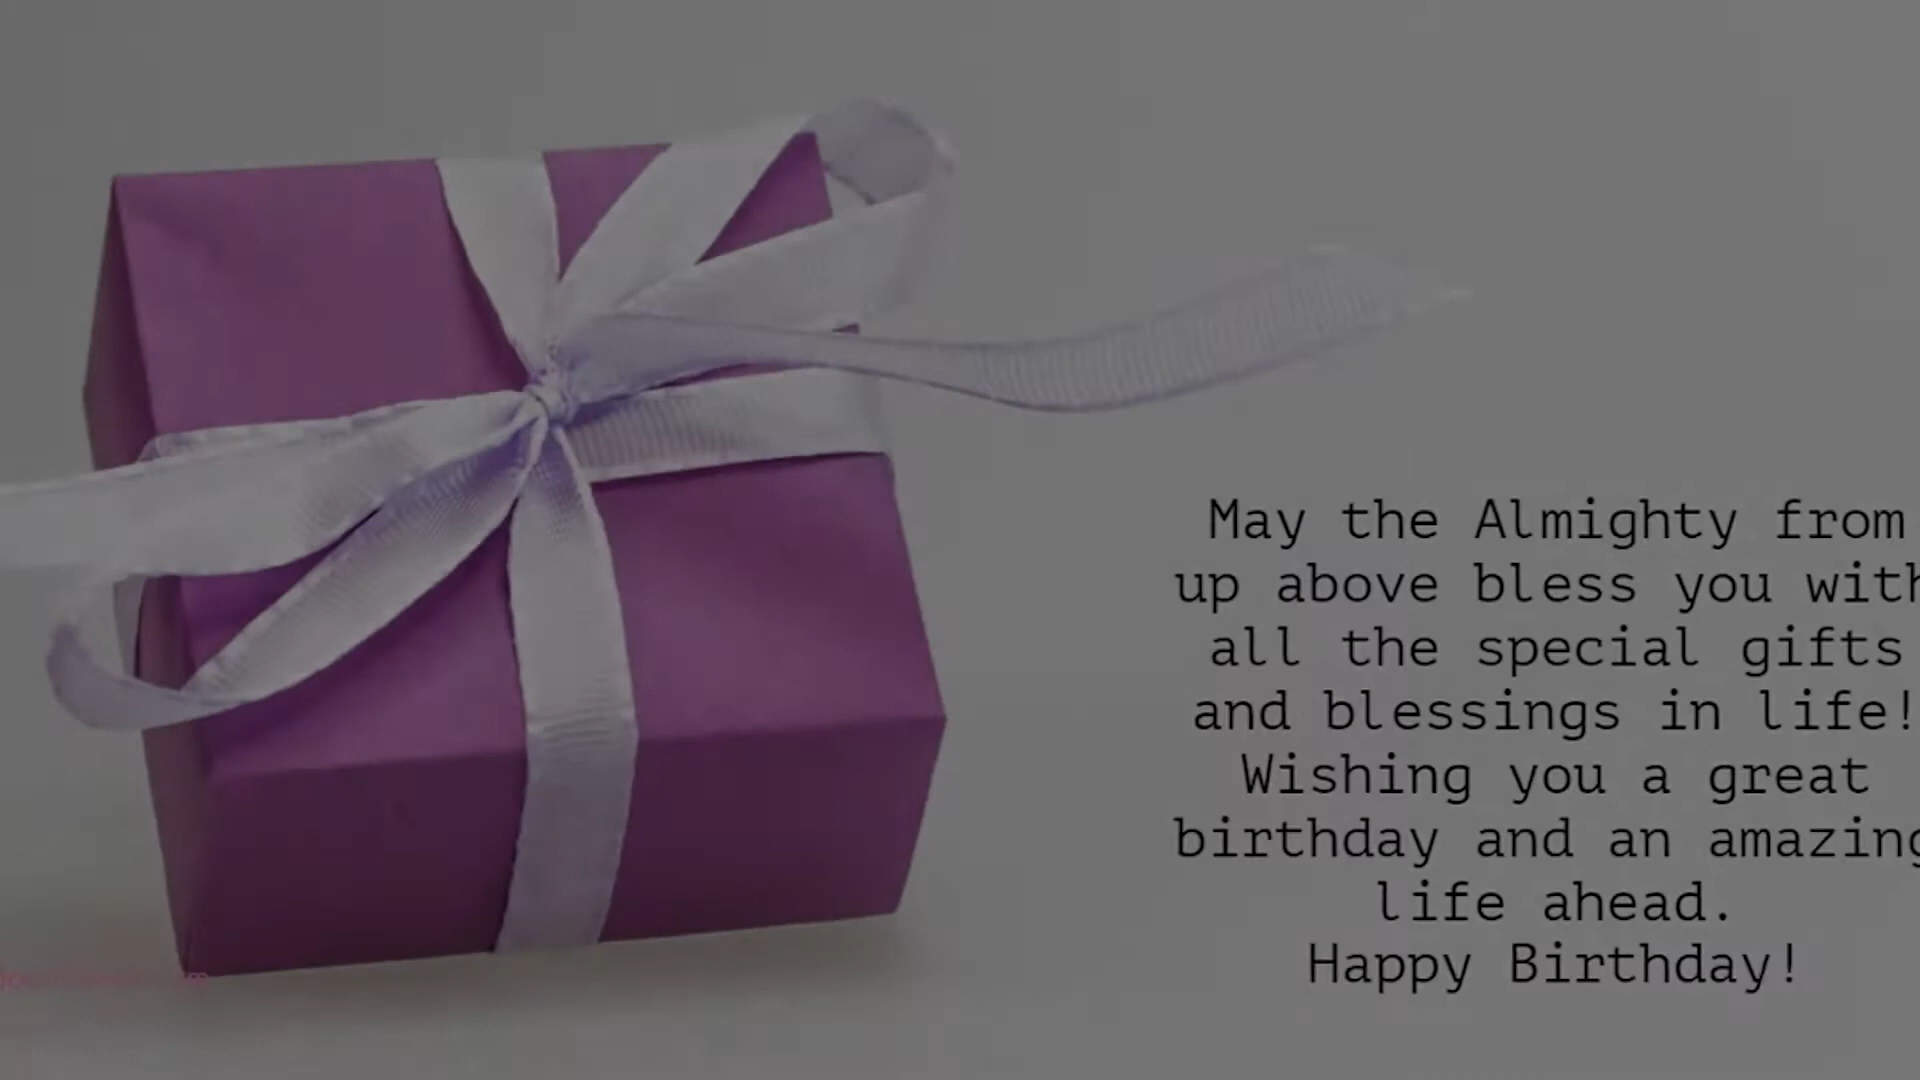 May the Almighty from
up above bless you with
all the special gifts
and blessings in life!
Wishing you a great
birthday and an amazing
life ahead.
Happy Birthday!